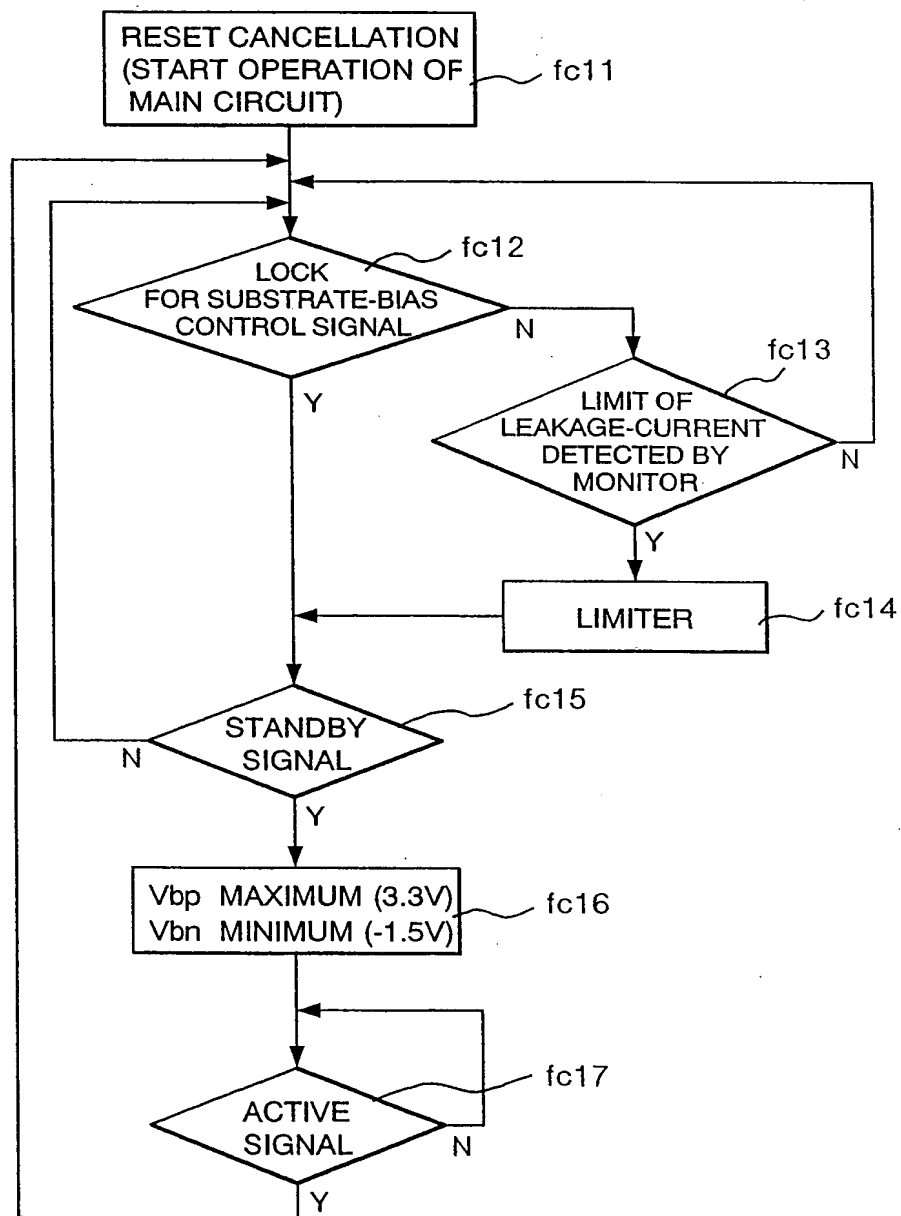 RESET CANCELLATION
(START OPERATION OF
MAIN CIRCUIT)
fc11
fc12
LOCK
FOR SUBSTRATE-BIAS
CONTROL SIGNAL
N
Y
fc13
LIMIT OF
LEAKAGE-CURRENT
DETECTED BY
MONITOR
N
Y
LIMITER
fc14
fc15
STANDBY
SIGNAL
N
Y
Vbp MAXIMUM (3.3V)
Vbn MINIMUM (-1.5V)
fc16
fc17
ACTIVE
SIGNAL
N
Y